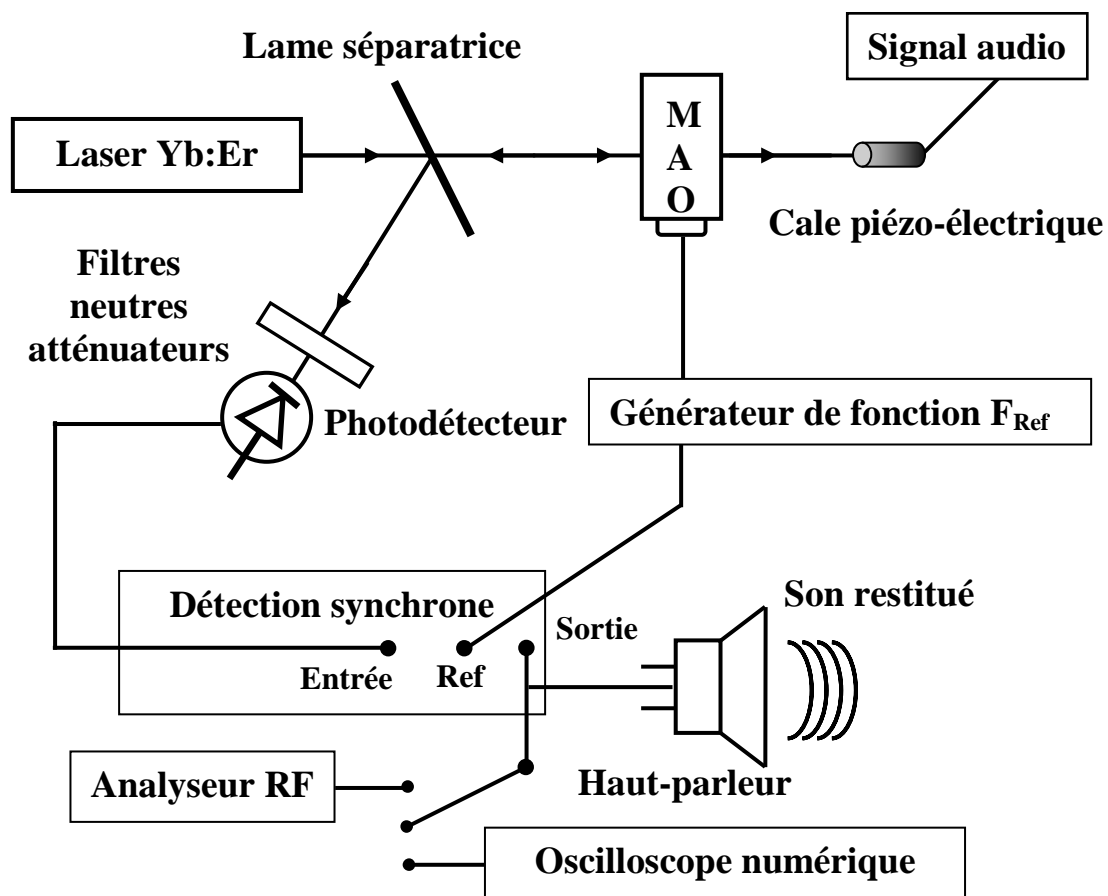 Lame séparatrice
Signal audio
Laser Yb:Er
M
A
O
Cale piézo-électrique
Filtres
neutres
atténuateurs
Photodétecteur
Générateur de fonction FRef
Détection synchrone
Entrée
Ref
Sortie
Son restitué
Haut-parleur
Analyseur RF
Oscilloscope numérique